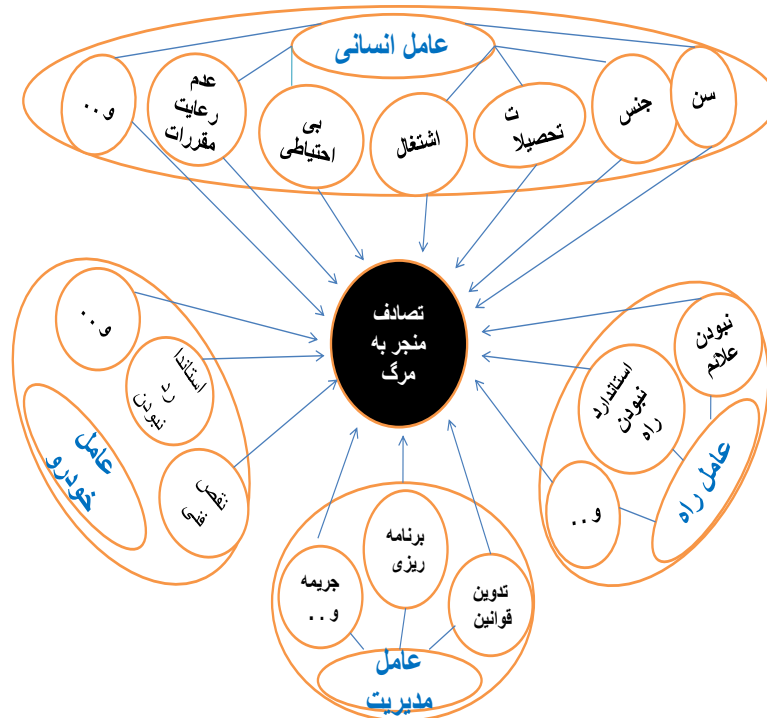 عامل انسانی
سن
جنس
ت
تحصیلا
اشتغال
بی
احتیاطی
عدم
رعایت
مقررات
و..
تصادف
منجر به
مرگ
نبودن
علائم
استاندارد
نبودن
راه
و..
عامل راه
و..
استاندا
رد
نبودن
نقص
عامل
خودرو
برنامه
ریزی
جریمه
و..
تدوین
قوانین
عامل
مدیریت